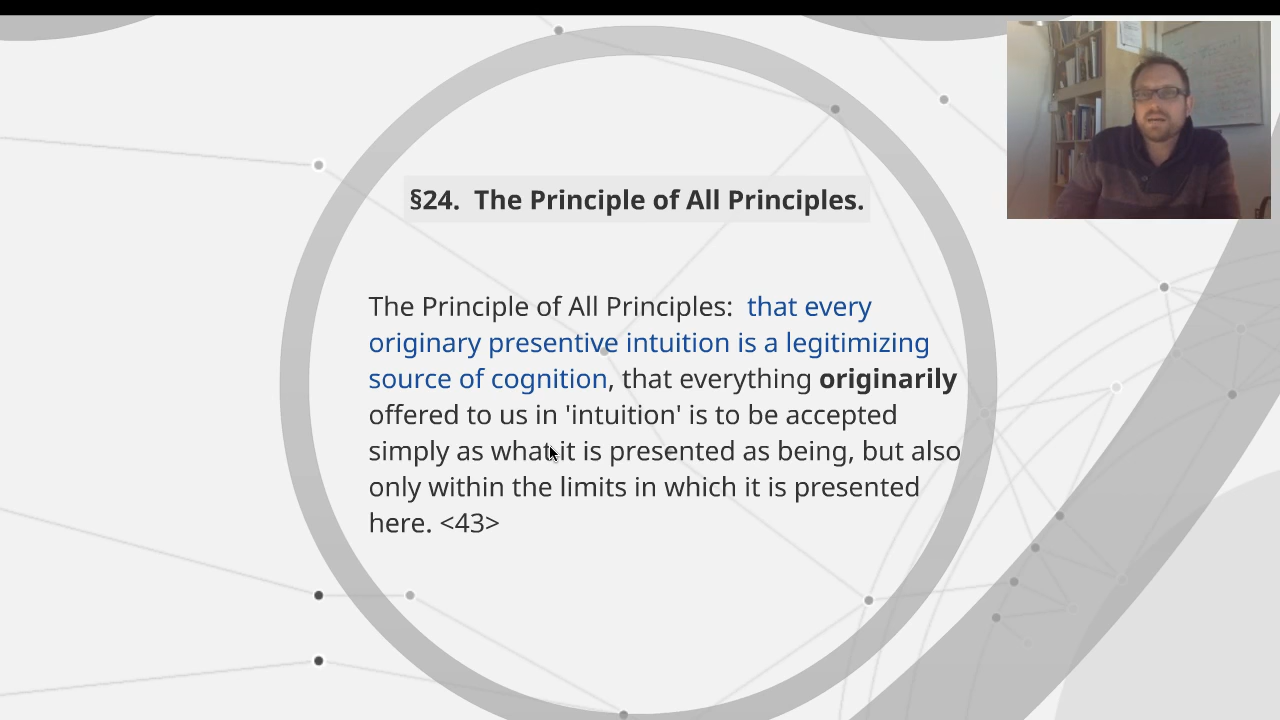 §24.  The Principle of All Principles.
The Principle of All Principles:  that every
originary presentive intuition is a legitimizing
source of cognition, that everything originarily
offered to us in 'intuition' is to be accepted
simply as what it is presented as being, but also
only within the limits in which it is presented
here. <43>